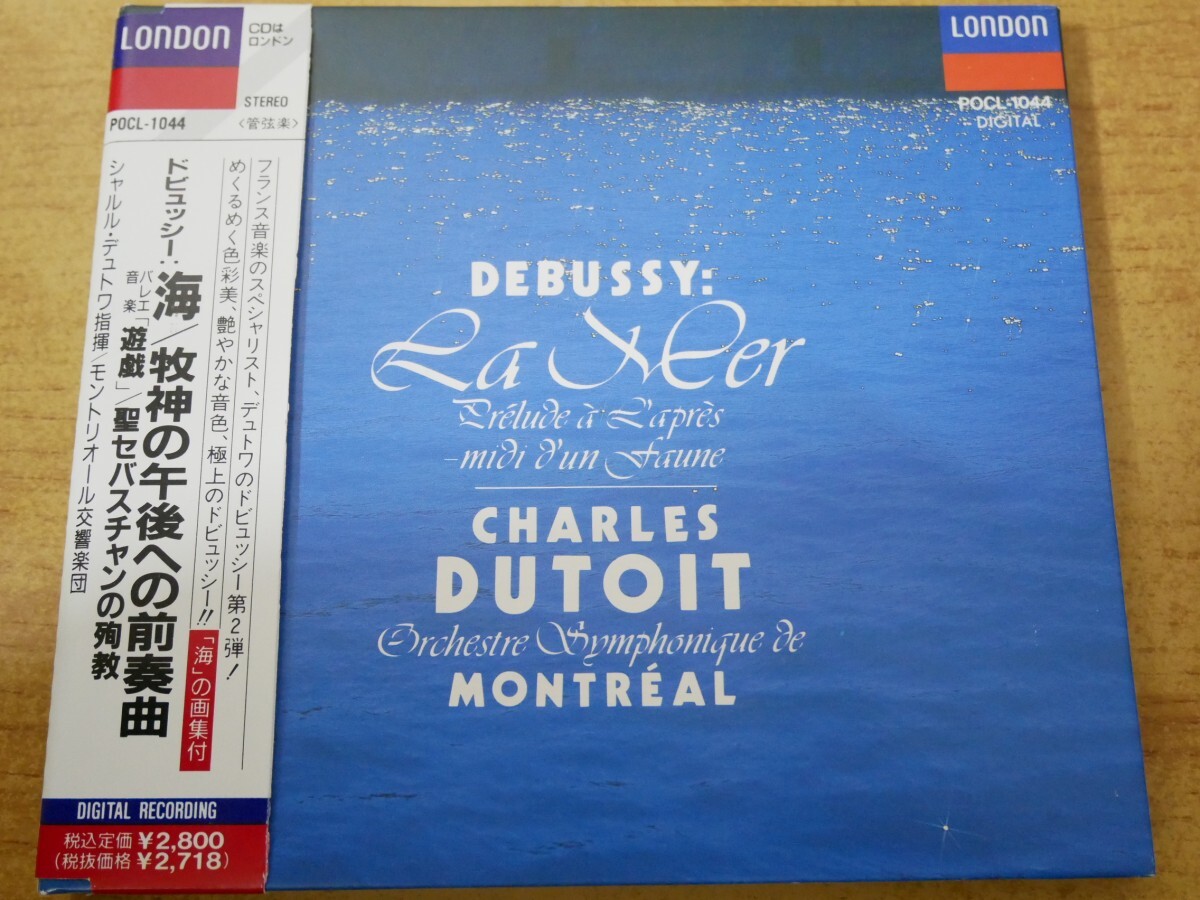 LONDON
CDは
ロンドン
STEREO
POCL-1044
〈管弦楽〉
フランス音楽のスペシャリスト、デュトワのドビュッシー第2弾!
めくるめく色彩美、艶やかな音色、極上のドビュッシー!!
「海」の画集付
ドビュッシー:海/牧神の午後への前奏曲
バレエ音楽「遊戯」/聖セバスチャンの殉教
シャルル・デュトワ指揮/モントリオール交響楽団
DIGITAL RECORDING
税込定価 ¥2,800
(税抜価格 ¥2,718)
LONDON
POCL-1044
DIGITAL
DEBUSSY:
La Mer
Prélude à L'après
-midi d'un Faune
CHARLES
DUTOIT
Orchestre Symphonique de
MONTRÉAL